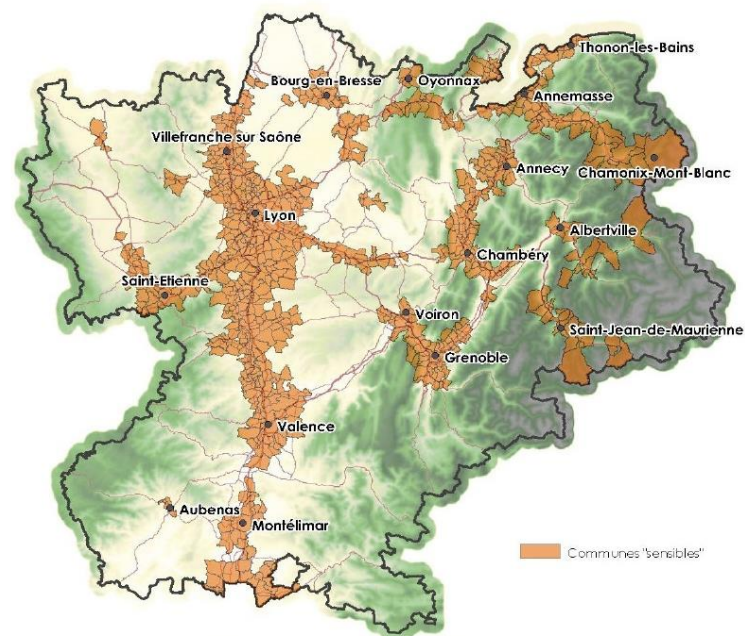 Thonon-les-Bains
Bourg-en-Bresse
Oyonnax
Annemasse
Villefranche sur Saône
Annecy
Chamonix-Mont-Blanc
Lyon
Albertville
Chambéry
Saint-Etienne
Voiron
Saint-Jean-de-Maurienne
Grenoble
Valence
Aubenas
Montélimar
Communes "sensibles"